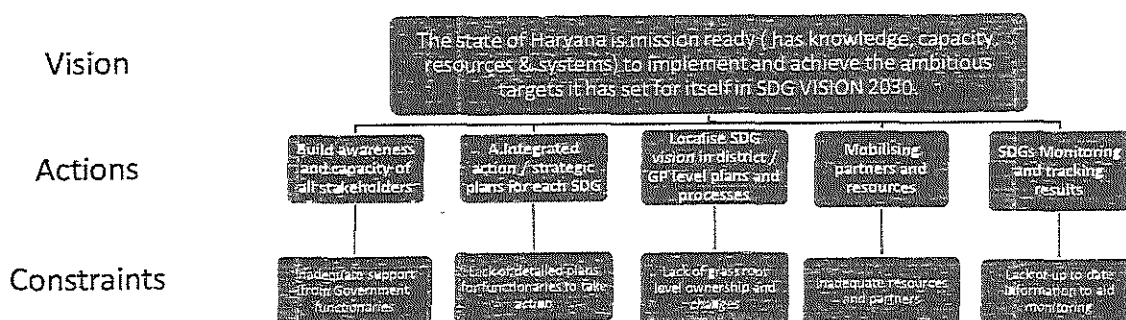 Vision
The state of Haryana is mission ready ( has knowledge, capacity,
resources & systems) to implement and achieve the ambitious
targets it has set for itself in SDG VISION 2030.
Actions
Build awareness
and capacity of
all stakeholders
A Integrated
action / strategic
plans for each SDG
Localise SDG
vision in district /
GP level plans and
processes
Mobilising
partners and
resources
SDGs Monitoring
and tracking
results
Constraints
Inadequate support
from Government
functionaries
Lack of detailed plans
for functionaries to take
action
Lack of grass root
level ownership and
changes
Inadequate resources
and partners
Lack of up to date
information to aid
monitoring